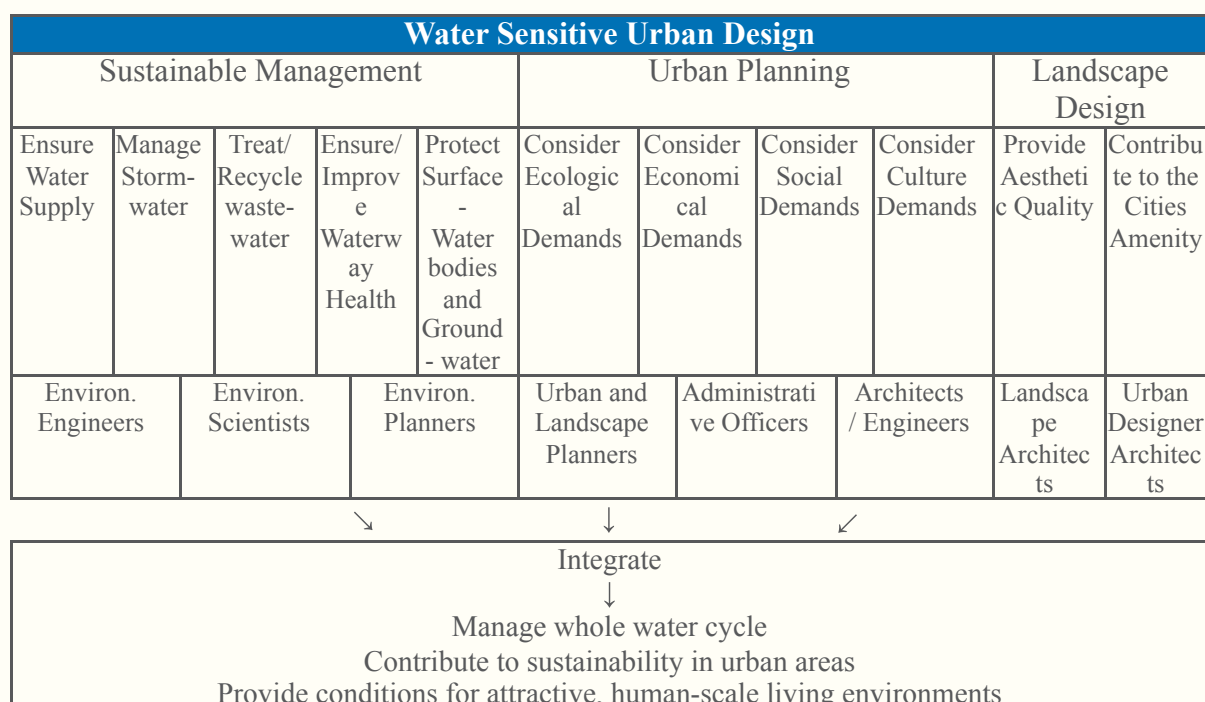 Water Sensitive Urban Design
Sustainable Management
Urban Planning
Landscape
Design
Ensure
Water
Supply
Manage
Storm-
water
Treat/
Recycle
waste-
water
Ensure/
Improv
e
Waterw
ay
Health
Protect
Surface
-
Water
bodies
and
Ground
- water
Consider
Ecologic
al
Demands
Consider
Economi
cal
Demands
Consider
Social
Demands
Consider
Culture
Demands
Provide
Aestheti
c Quality
Contribu
te to the
Cities
Amenity
Environ.
Engineers
Environ.
Scientists
Environ.
Planners
Urban and
Landscape
Planners
Administrati
ve Officers
Architects
/ Engineers
Landsca
pe
Architec
ts
Urban
Designer
Architec
ts
↘ ↓ ↙
Integrate
↓
Manage whole water cycle
Contribute to sustainability in urban areas
Provide conditions for attractive, human-scale living environments